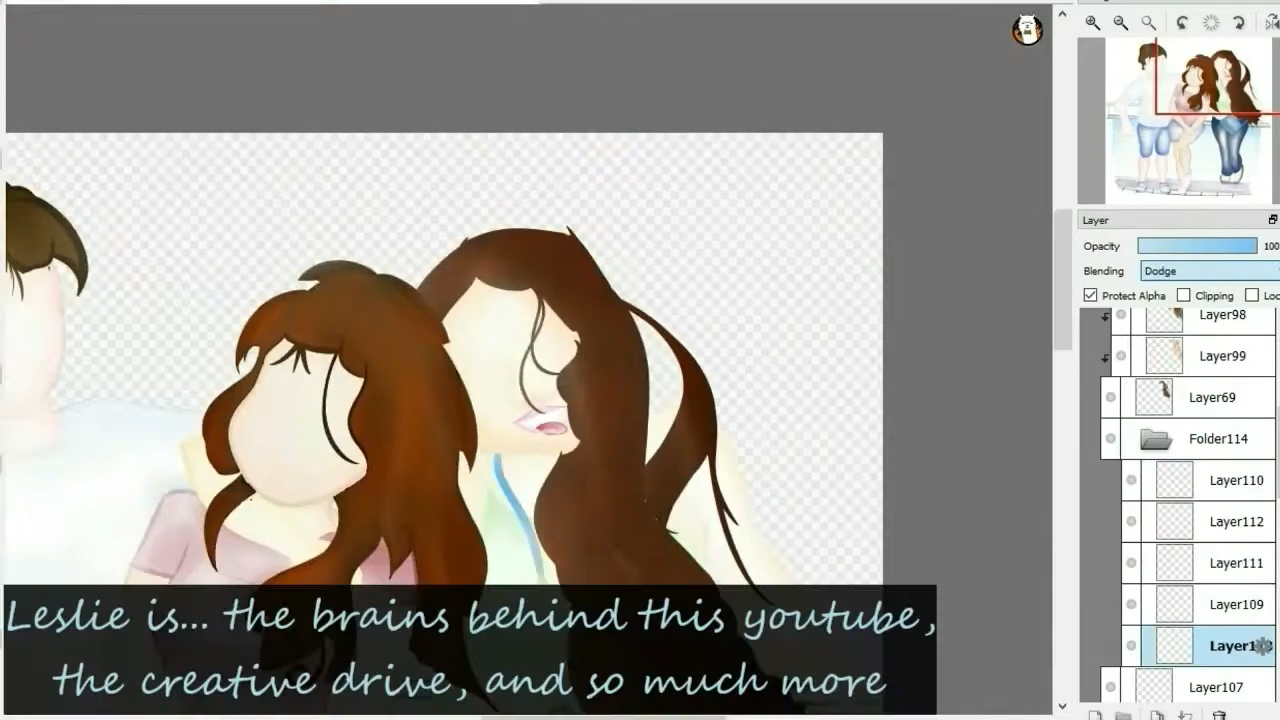 Layer
Opacity 100
Blending Dodge
Protect Alpha Clipping
Layer98
Layer99
Layer69
Folder114
Layer110
Layer112
Layer111
Layer109
Layer107
Leslie is... the brains behind this youtube,
the creative drive, and so much more